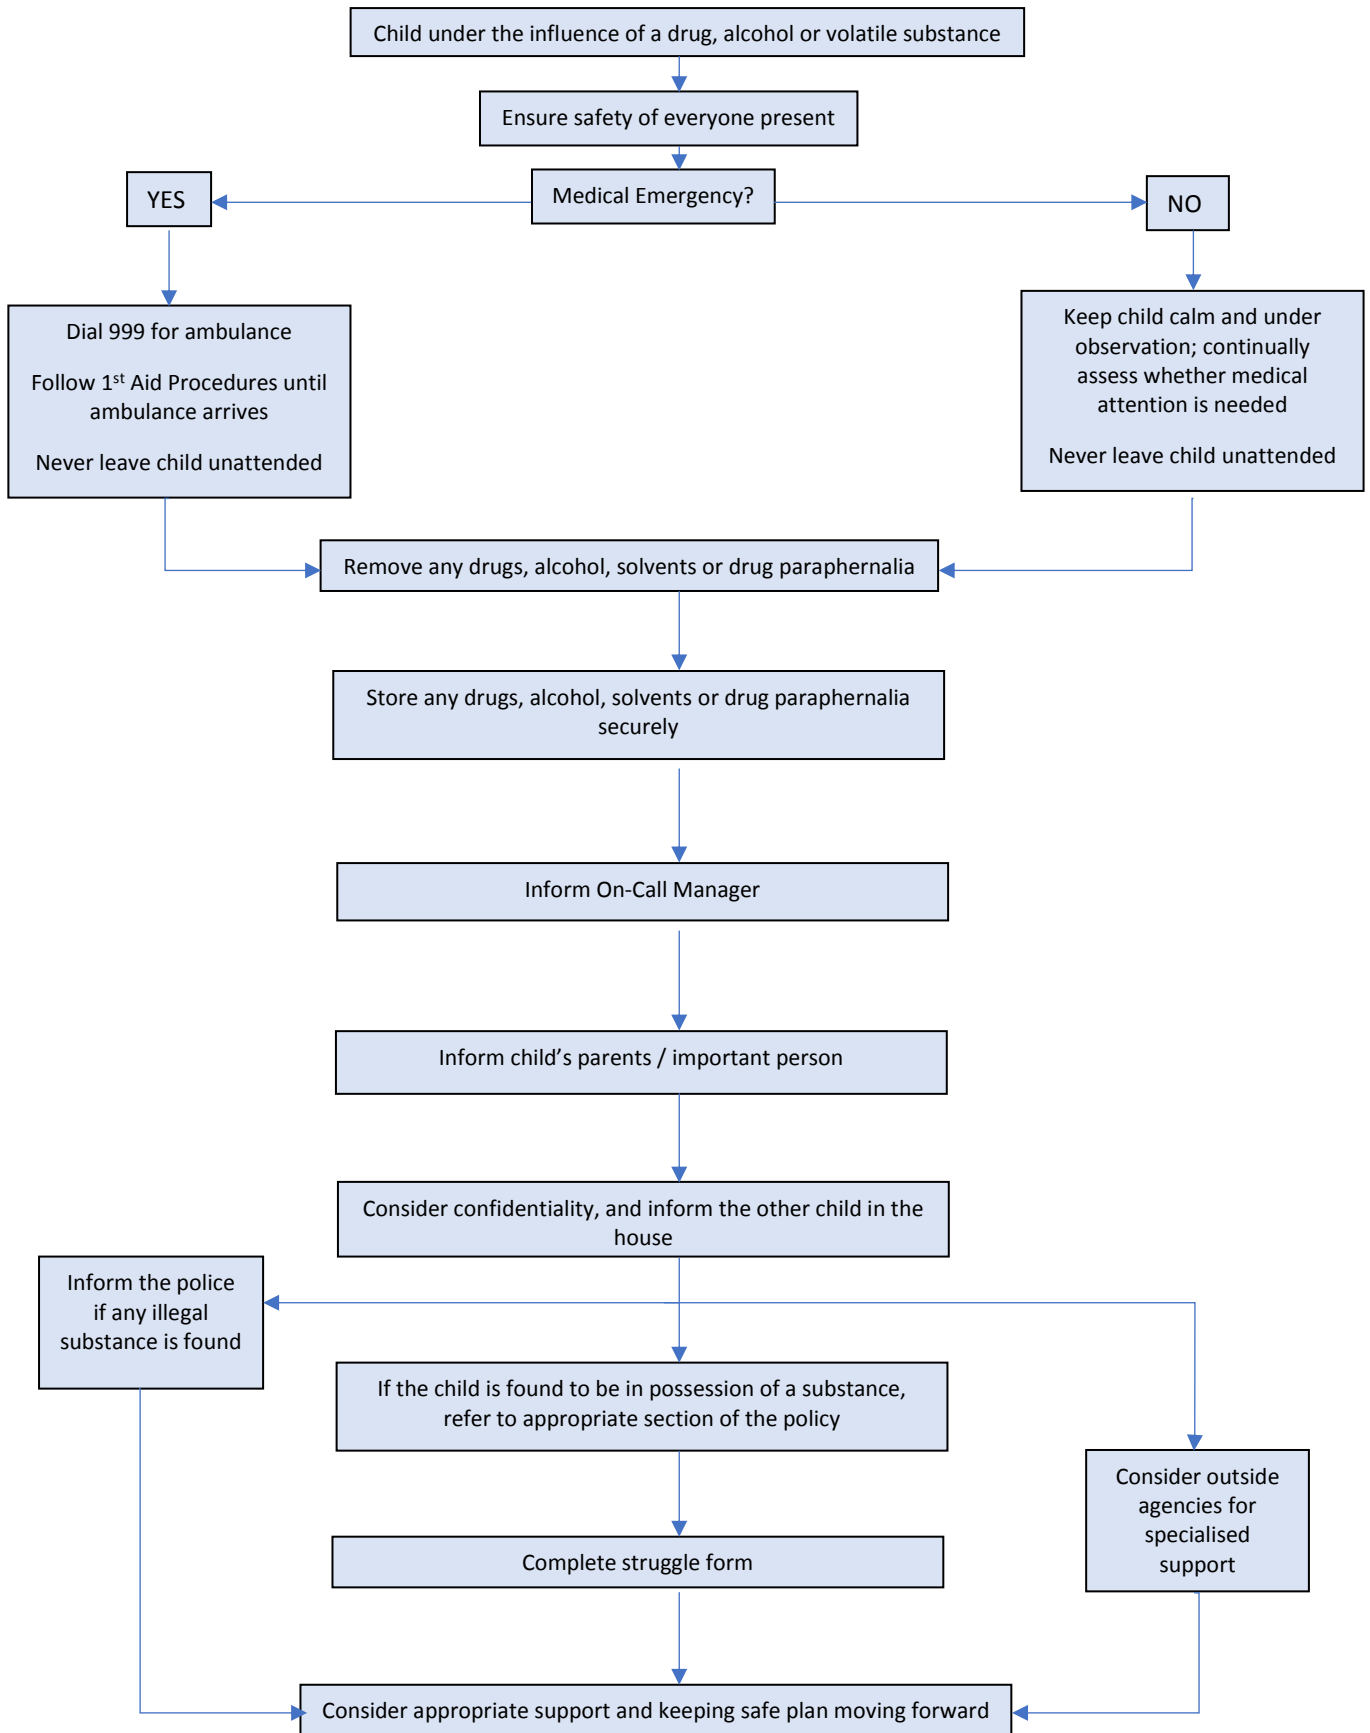 Child under the influence of a drug, alcohol or volatile substance
Ensure safety of everyone present
Medical Emergency?
YES
NO
Dial 999 for ambulance
Follow 1st Aid Procedures until
ambulance arrives
Never leave child unattended
Keep child calm and under
observation; continually
assess whether medical
attention is needed
Never leave child unattended
Remove any drugs, alcohol, solvents or drug paraphernalia
Store any drugs, alcohol, solvents or drug paraphernalia
securely
Inform On-Call Manager
Inform child’s parents / important person
Consider confidentiality, and inform the other child in the
house
Inform the police
if any illegal
substance is found
If the child is found to be in possession of a substance,
refer to appropriate section of the policy
Consider outside
agencies for
specialised
support
Complete struggle form
Consider appropriate support and keeping safe plan moving forward